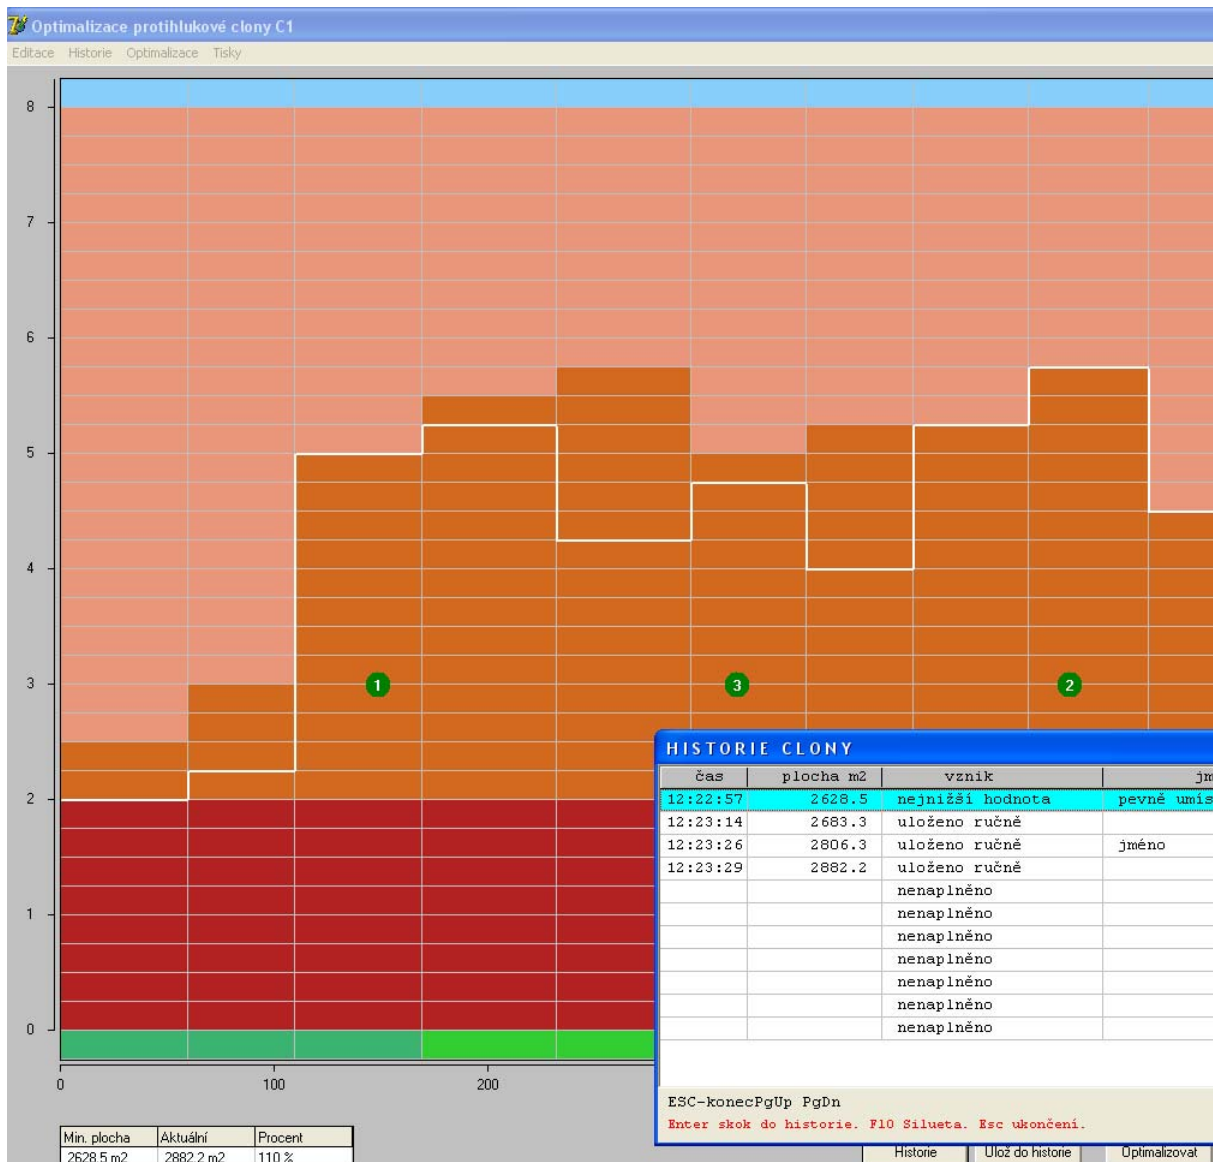 Optimalizace protihlukové clony C1
Editace Historie Optimalizace Tisky
8
7
6
5
4
3
2
1
0
1
3
2
HISTORIE CLONY
čas plocha m2 vznik jm
12:22:57 2628.5 nejnižší hodnota pevně umís
12:23:14 2683.3 uloženo ručně
12:23:26 2806.3 uloženo ručně jméno
12:23:29 2882.2 uloženo ručně
nenaplněno
nenaplněno
nenaplněno
nenaplněno
nenaplněno
nenaplněno
nenaplněno
0 100 200
ESC-konecPgUp PgDn
Enter skok do historie. F10 Silueta. Esc ukončení.
Min. plocha Aktuální Procent
2628.5 m2 2882.2 m2 110 %
Historie Ulož do historie Optimalizovat